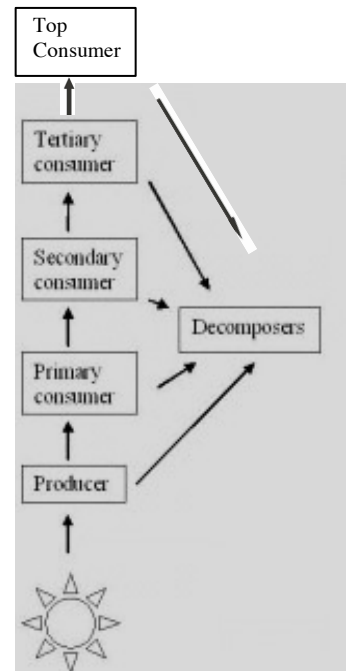 Top
Consumer
Tertiary
consumer
Secondary
consumer
Decomposers
Primary
consumer
Producer